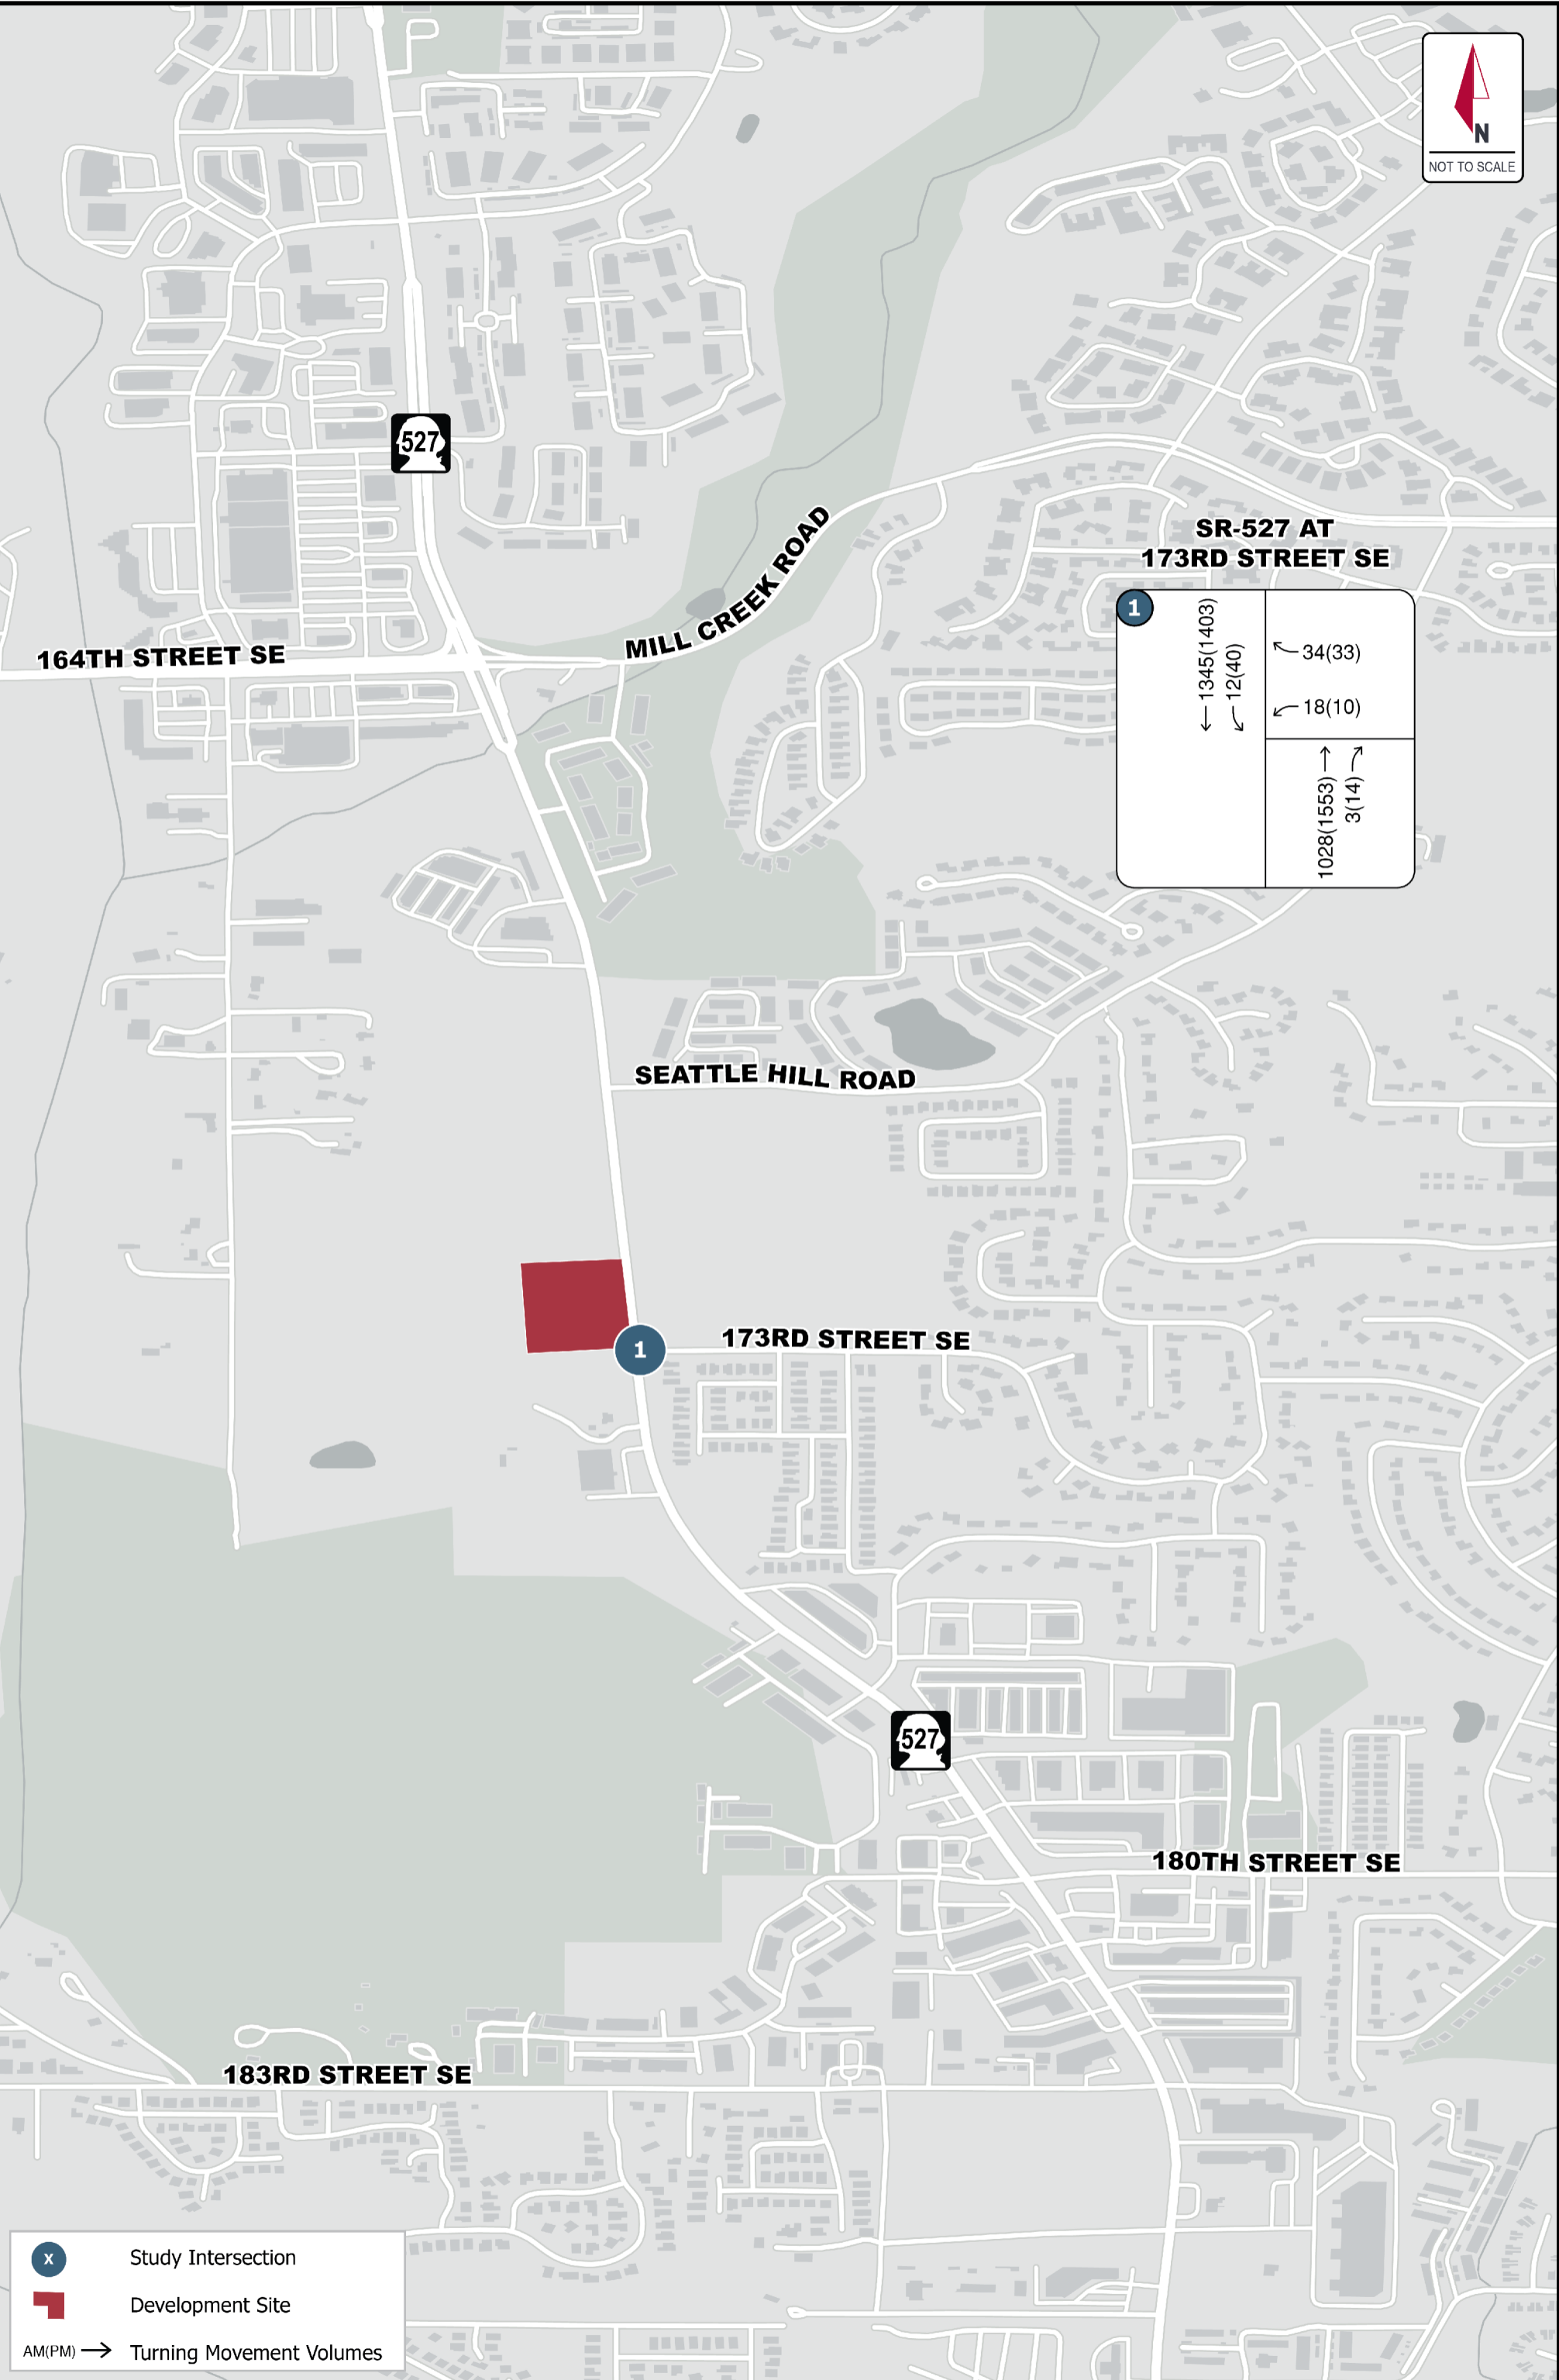 N
NOT TO SCALE
527
MILL CREEK ROAD
SR-527 AT
173RD STREET SE
1
1345(1403)
12(40)
34(33)
18(10)
1028(1553)
3(14)
164TH STREET SE
SEATTLE HILL ROAD
1
173RD STREET SE
527
180TH STREET SE
183RD STREET SE
X
Study Intersection
Development Site
AM(PM)
Turning Movement Volumes